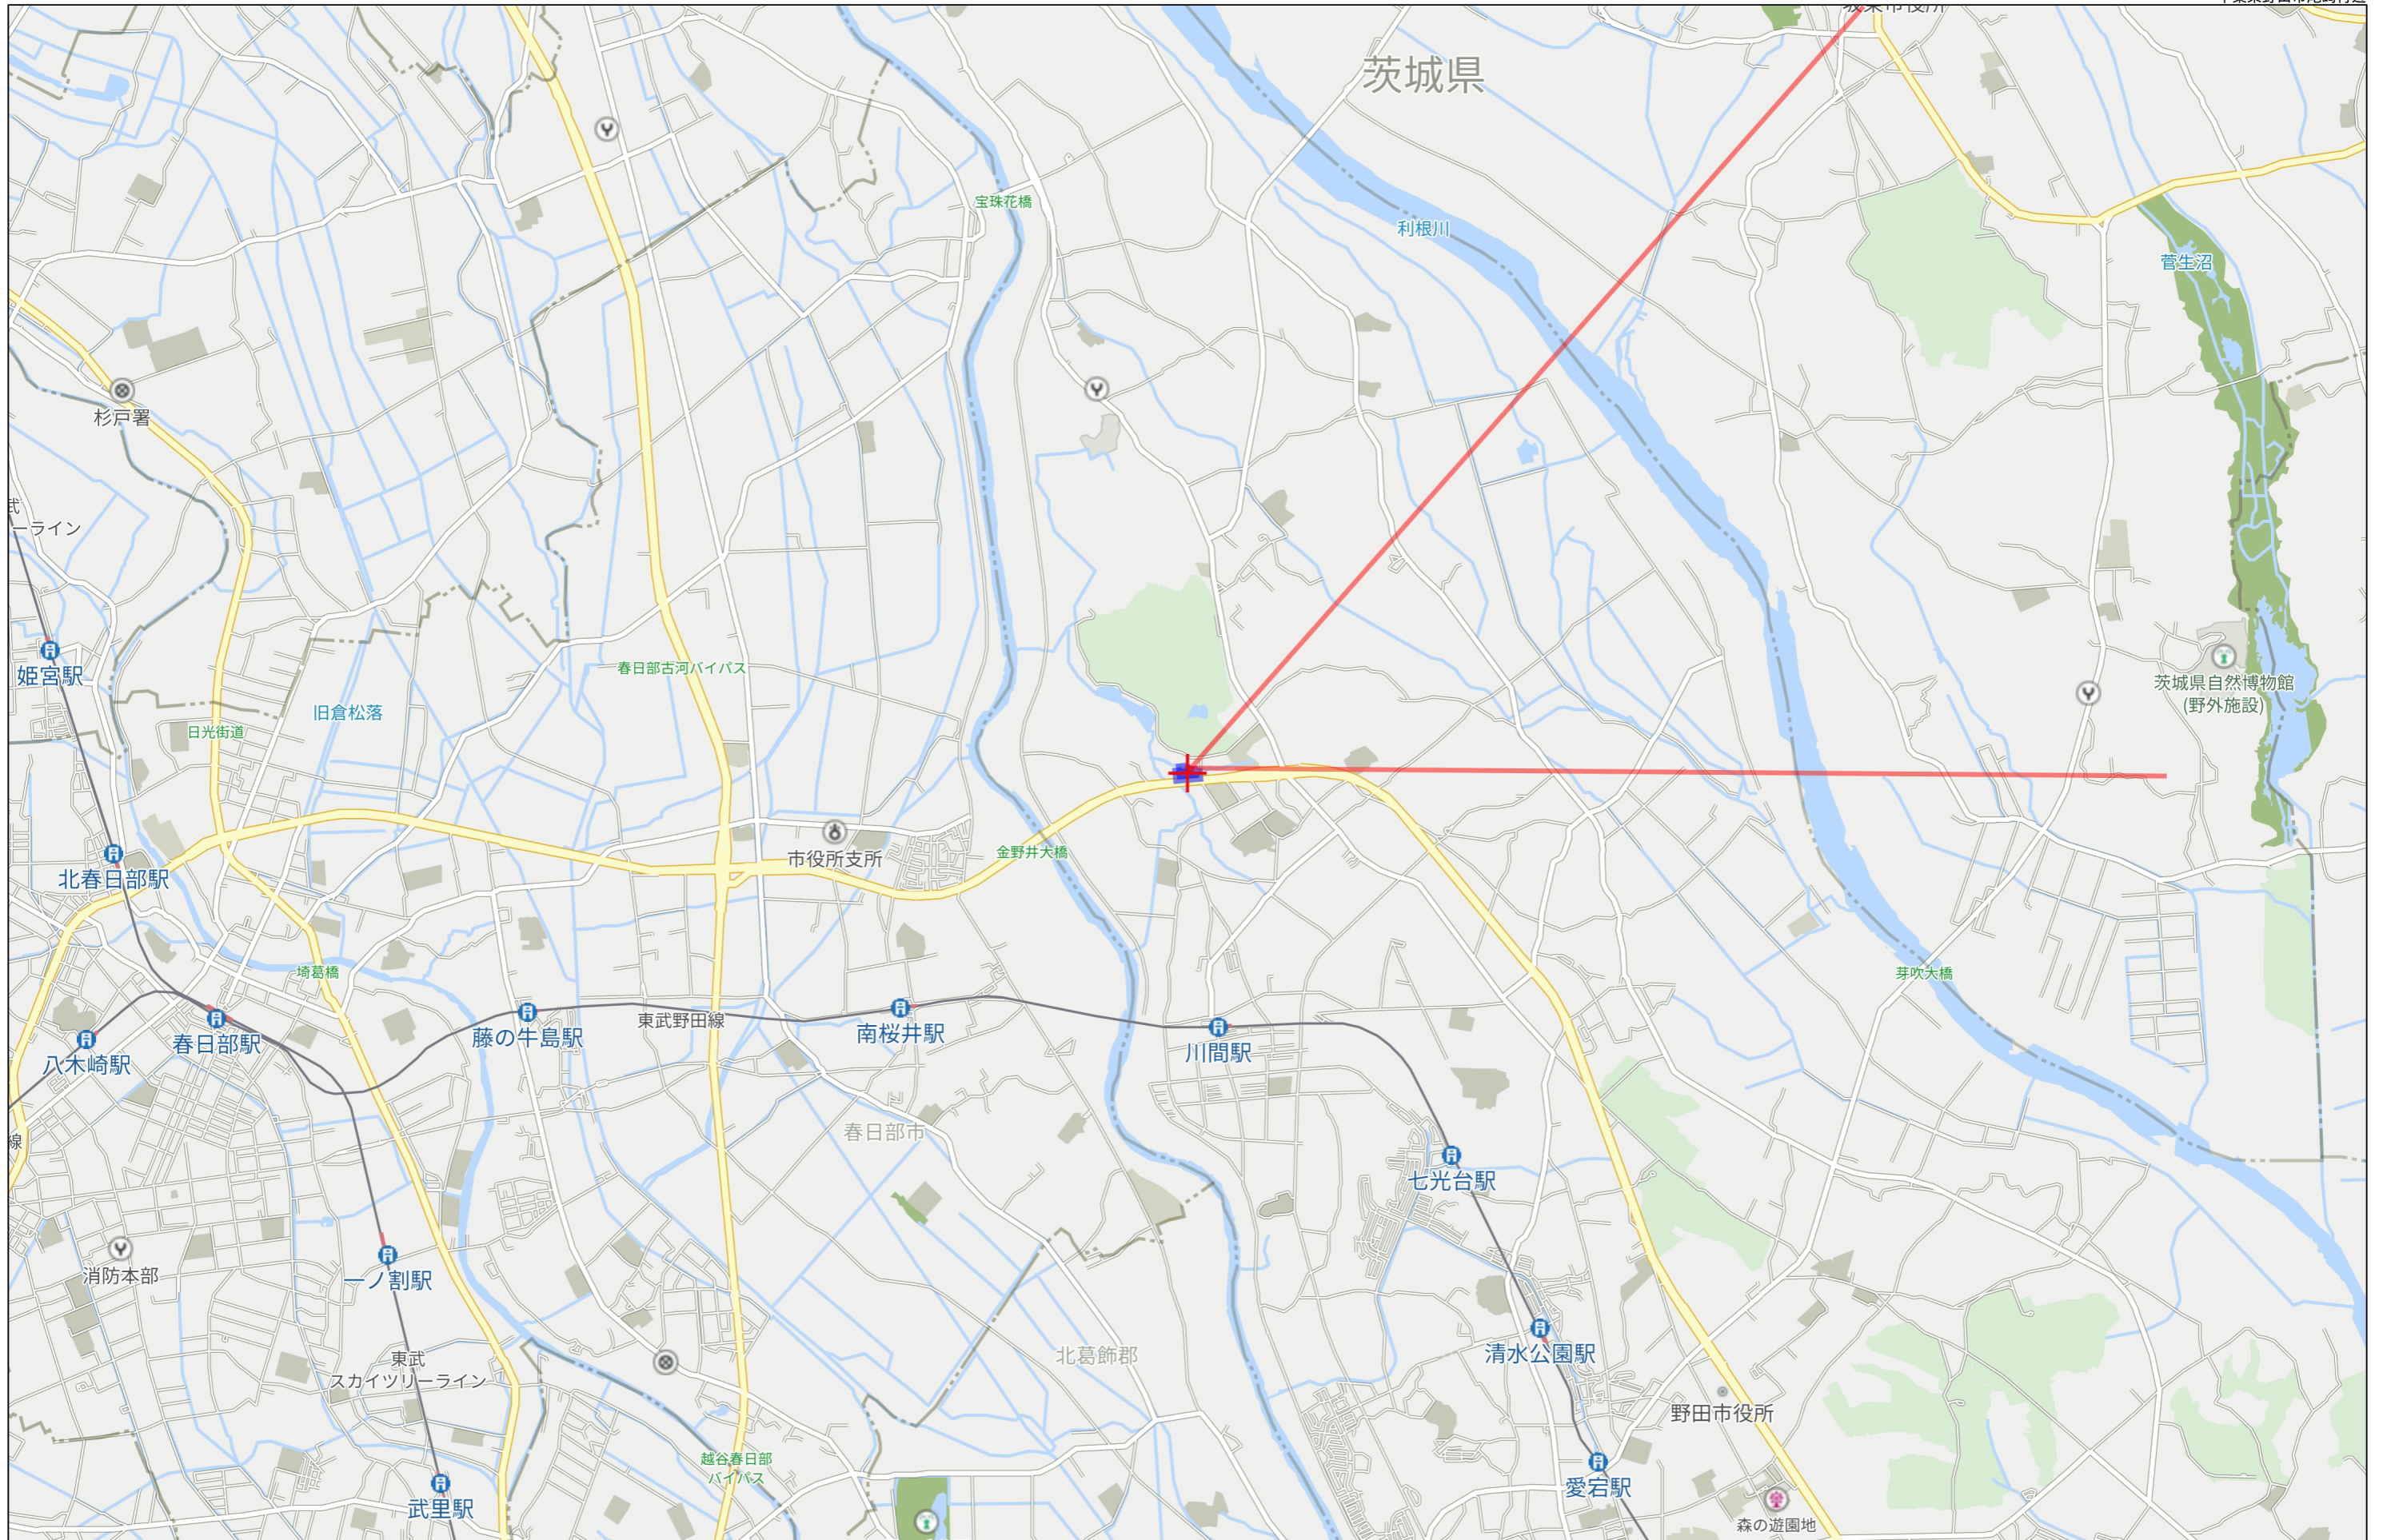 茨城県
宝珠花橋
利根川
菅生沼
杉戸署
ーライン
姫宮駅
春日部古河バイパス
旧倉松落
日光街道
茨城県自然博物館
(野外施設)
市役所支所
金野井大橋
北春日部駅
埼葛橋
芽吹大橋
春日部駅
八木崎駅
藤の牛島駅
東武野田線
南桜井駅
川間駅
線
春日部市
七光台駅
消防本部
一ノ割駅
東武
スカイツリーライン
北葛飾郡
清水公園駅
野田市役所
越谷春日部
バイパス
武里駅
愛宕駅
森の遊園地